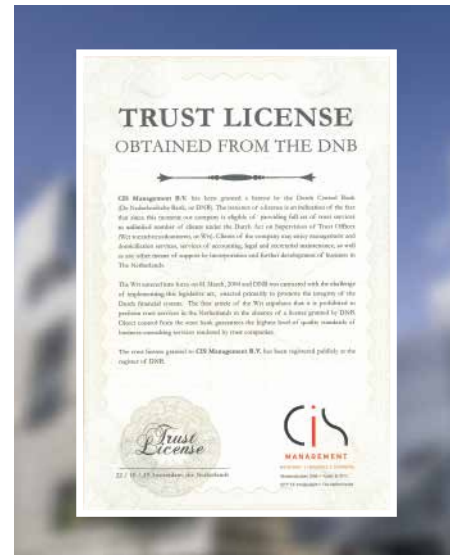 TRUST LICENSE
OBTAINED FROM THE DNB
CIS Management B.V. has been granted a license by the Dutch Central Bank
(De Nederlandsche Bank, or DNB). The issuance of a license is an indication of the fact
that since this moment our company is eligible of providing full set of trust services
to unlimited number of clients under the Dutch Act on Supervision of Trust Offices
(Wet toezicht trustkantoren, or Wtt). Clients of the company may enjoy management and
domiciliation services, services of accounting, legal and secretarial maintenance, as well
as any other means of support by incorporation and further development of business in
The Netherlands.
The Wtt entered into force on 01 March, 2004 and DNB was entrusted with the challenge
of implementing this legislative act, enacted primarily to promote the integrity of the
Dutch financial system. The first article of the Wtt stipulates that it is prohibited to
perform trust services in the Netherlands in the absence of a license granted by DNB.
Direct control from the state bank guarantees the highest level of quality standards of
business consulting services rendered by trust companies.
The trust license granted to CIS Management B.V. has been registered publicly in the
register of DNB.
Trust
License
Amsterdam, the Netherlands
CIS
MANAGEMENT